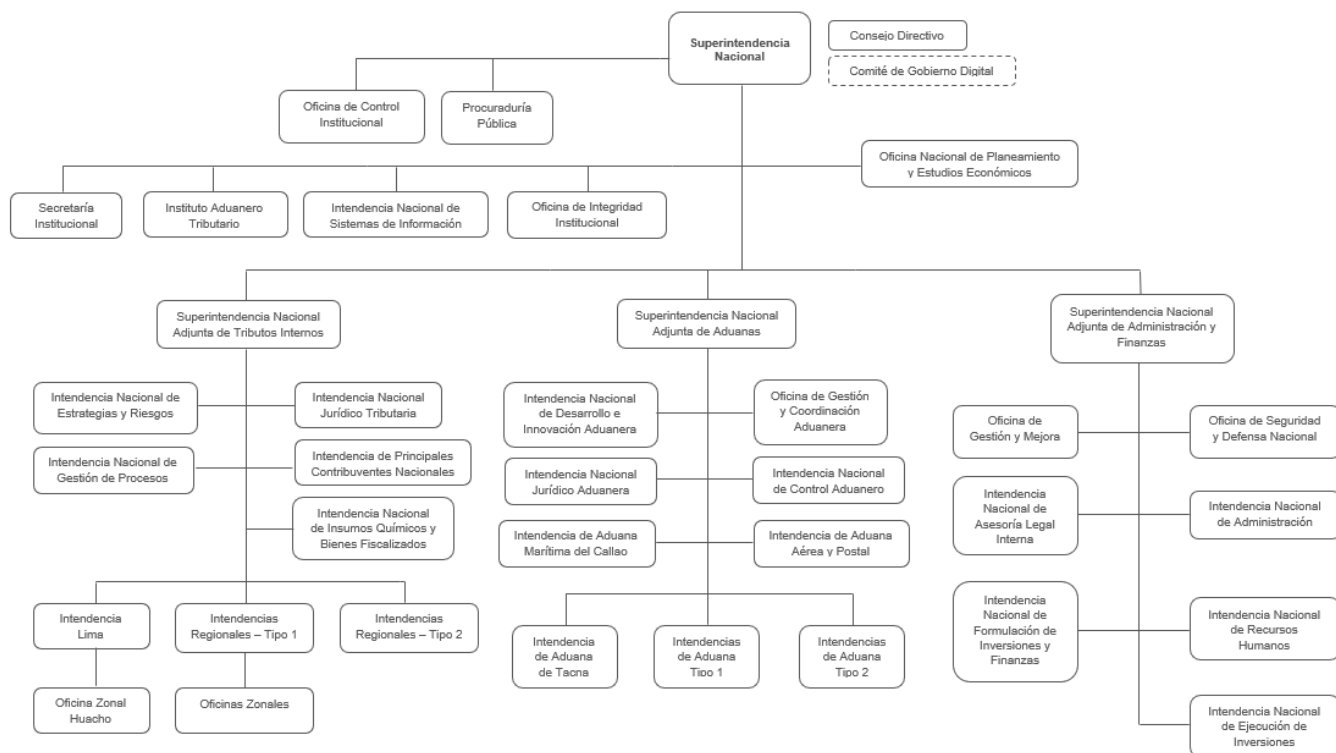 Superintendencia
Nacional
Consejo Directivo
Comité de Gobierno Digital
Oficina de Control
Institucional
Procuraduría
Pública
Oficina Nacional de Planeamiento
y Estudios Económicos
Secretaría
Institucional
Instituto Aduanero
Tributario
Intendencia Nacional de
Sistemas de Información
Oficina de Integridad
Institucional
Superintendencia Nacional
Adjunta de Tributos Internos
Superintendencia Nacional
Adjunta de Aduanas
Superintendencia Nacional
Adjunta de Administración y
Finanzas
Intendencia Nacional de
Estrategias y Riesgos
Intendencia Nacional
Jurídico Tributaria
Intendencia Nacional de
Gestión de Procesos
Intendencia de Principales
Contribuventes Nacionales
Intendencia Nacional
de Insumos Químicos y
Bienes Fiscalizados
Intendencia
Lima
Intendencias
Regionales – Tipo 1
Intendencias
Regionales – Tipo 2
Oficina Zonal
Huacho
Oficinas Zonales
Intendencia Nacional
de Desarrollo e
Innovación Aduanera
Oficina de Gestión
y Coordinación
Aduanera
Intendencia Nacional
Jurídico Aduanera
Intendencia Nacional
de Control Aduanero
Intendencia de Aduana
Marítima del Callao
Intendencia de Aduana
Aérea y Postal
Intendencia
de Aduana
de Tacna
Intendencias
de Aduana
Tipo 1
Intendencias
de Aduana
Tipo 2
Oficina de
Gestión y Mejora
Oficina de Seguridad
y Defensa Nacional
Intendencia
Nacional de
Asesoría Legal
Interna
Intendencia Nacional
de Administración
Intendencia
Nacional de
Formulación de
Inversiones y
Finanzas
Intendencia Nacional
de Recursos
Humanos
Intendencia Nacional
de Ejecución de
Inversiones